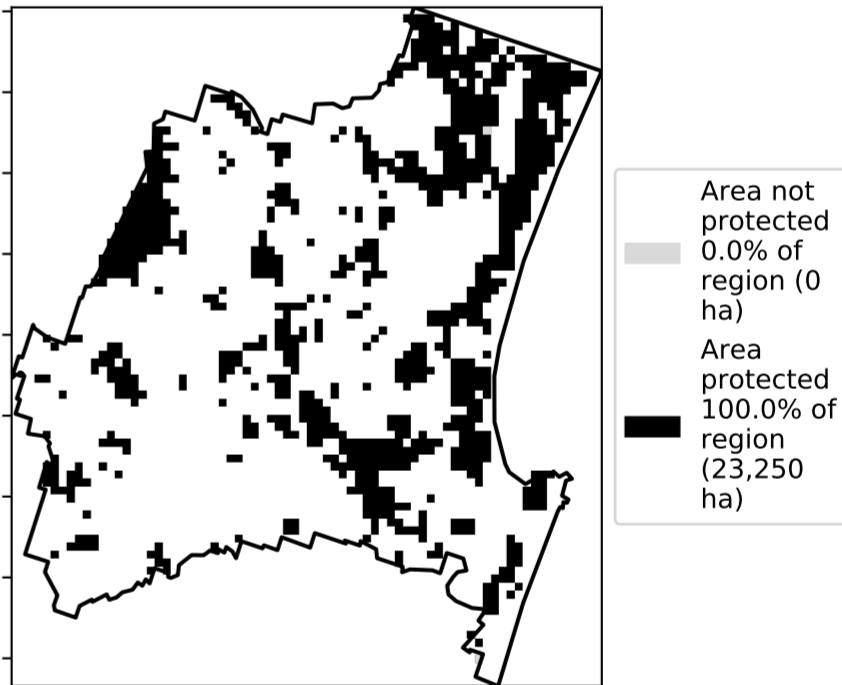 Area not
protected
0.0% of
region (0
ha)
Area
protected
100.0% of
region
(23,250
ha)